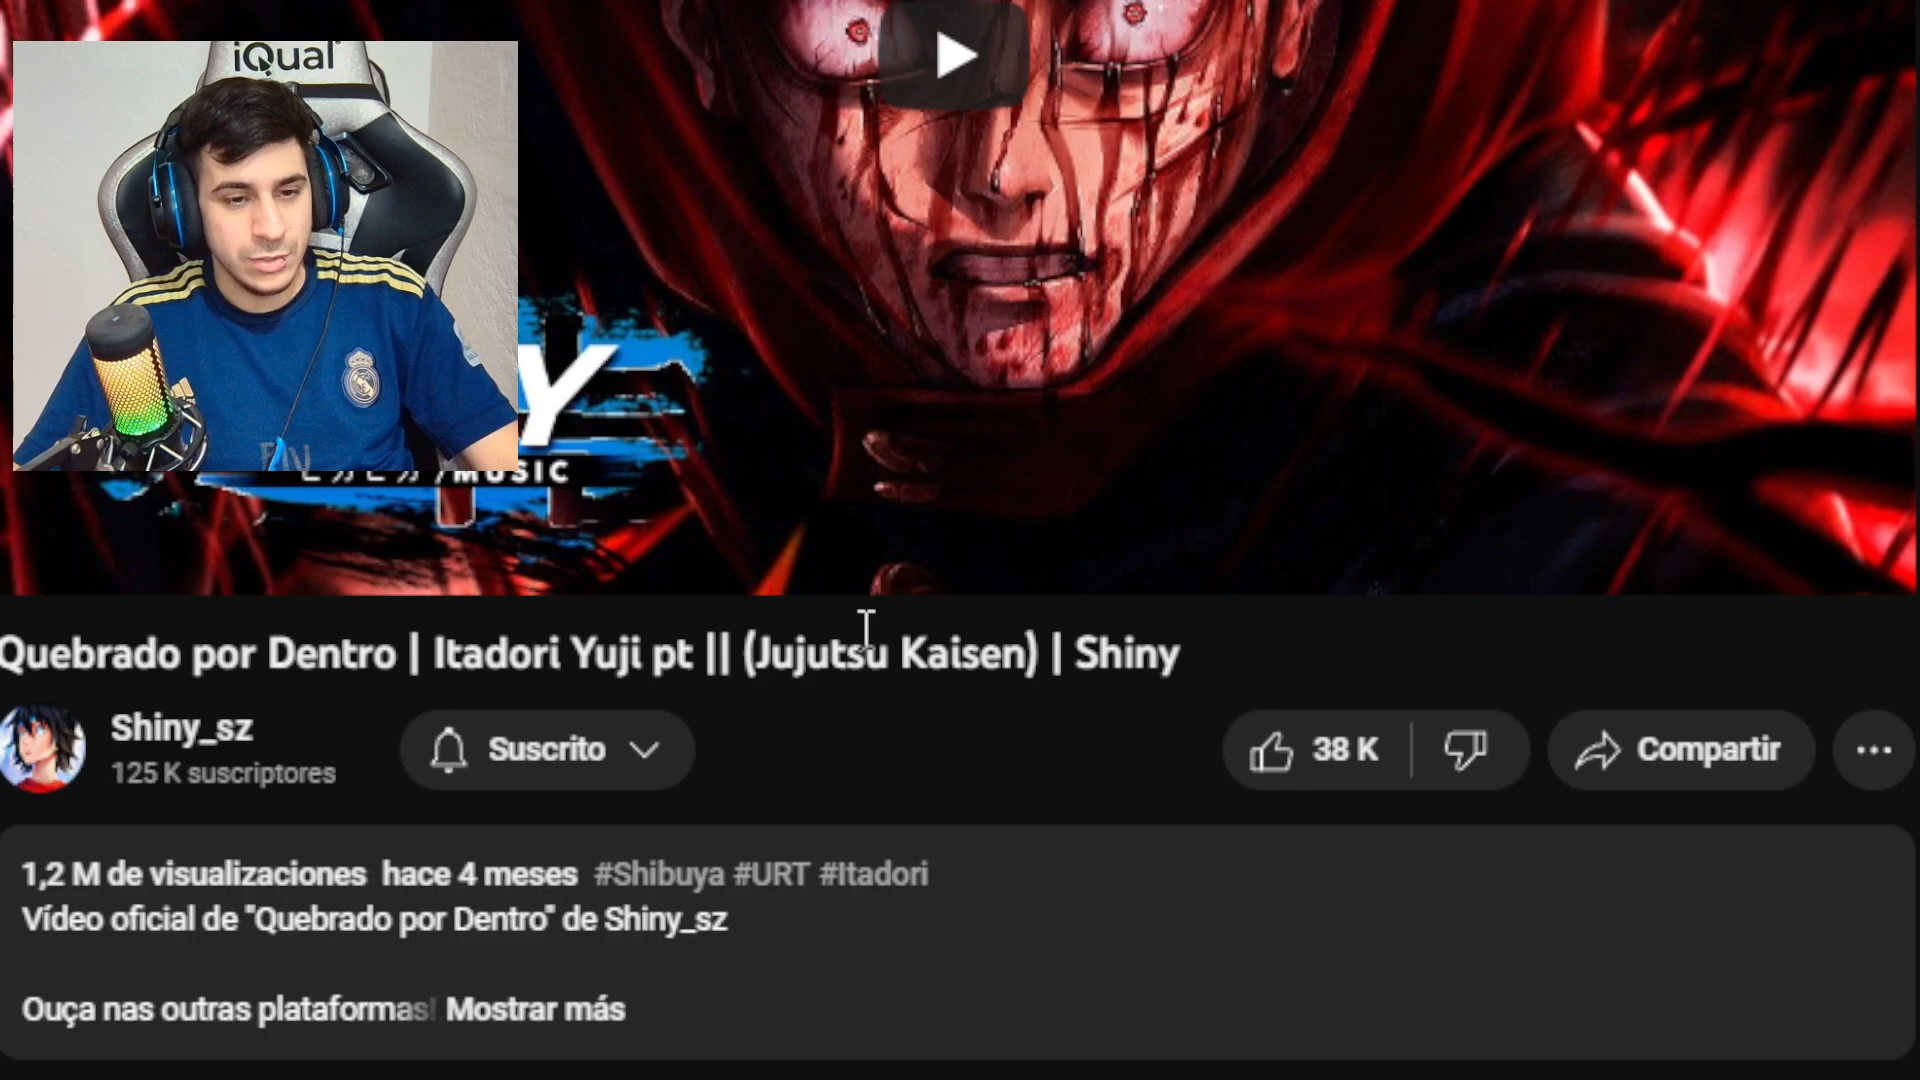 iQual
Y
MUSIC
Quebrado por Dentro | Itadori Yuji pt || (Jujutsu Kaisen) | Shiny
Shiny_sz
125 K suscriptores
Suscrito
38 K
Compartir
1,2 M de visualizaciones hace 4 meses #Shibuya #URT #Itadori
Vídeo oficial de "Quebrado por Dentro" de Shiny_sz
Ouça nas outras plataformas! Mostrar más